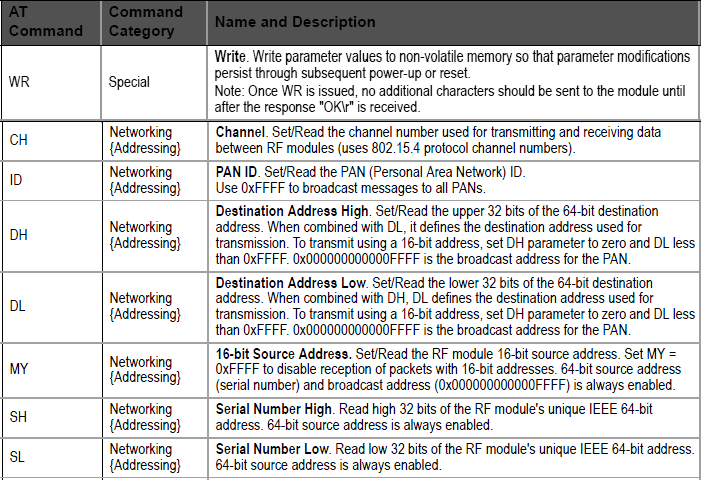 AT Command
Command Category
Name and Description
WR
Special
Write. Write parameter values to non-volatile memory so that parameter modifications
persist through subsequent power-up or reset.
Note: Once WR is issued, no additional characters should be sent to the module until
after the response "OK\r" is received.
CH
Networking
{Addressing}
Channel. Set/Read the channel number used for transmitting and receiving data
between RF modules (uses 802.15.4 protocol channel numbers).
ID
Networking
{Addressing}
PAN ID. Set/Read the PAN (Personal Area Network) ID.
Use 0xFFFF to broadcast messages to all PANs.
DH
Networking
{Addressing}
Destination Address High. Set/Read the upper 32 bits of the 64-bit destination
address. When combined with DL, it defines the destination address used for
transmission. To transmit using a 16-bit address, set DH parameter to zero and DL less
than 0xFFFF. 0x000000000000FFFF is the broadcast address for the PAN.
DL
Networking
{Addressing}
Destination Address Low. Set/Read the lower 32 bits of the 64-bit destination
address. When combined with DH, DL defines the destination address used for
transmission. To transmit using a 16-bit address, set DH parameter to zero and DL less
than 0xFFFF. 0x000000000000FFFF is the broadcast address for the PAN.
MY
Networking
{Addressing}
16-bit Source Address. Set/Read the RF module 16-bit source address. Set MY =
0xFFFF to disable reception of packets with 16-bit addresses. 64-bit source address
(serial number) and broadcast address (0x000000000000FFFF) is always enabled.
SH
Networking
{Addressing}
Serial Number High. Read high 32 bits of the RF module's unique IEEE 64-bit
address. 64-bit source address is always enabled.
SL
Networking
{Addressing}
Serial Number Low. Read low 32 bits of the RF module's unique IEEE 64-bit address.
64-bit source address is always enabled.